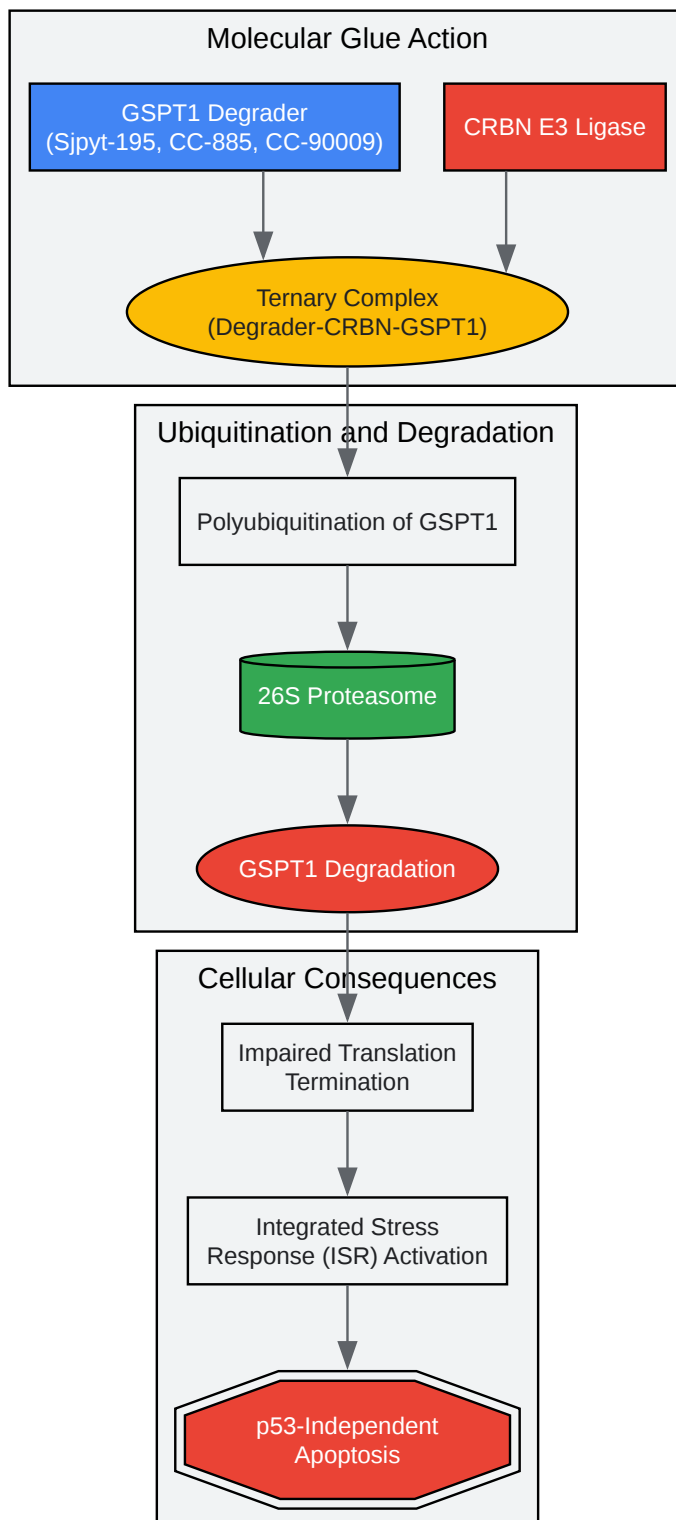 Molecular Glue Action
GSPT1 Degrader
(Sjpyt-195, CC-885, CC-90009)
CRBN E3 Ligase
Ternary Complex
(Degrader-CRBN-GSPT1)
Ubiquitination and Degradation
Polyubiquitination of GSPT1
26S Proteasome
GSPT1 Degradation
Cellular Consequences
Impaired Translation
Termination
Integrated Stress
Response (ISR) Activation
p53-Independent
Apoptosis